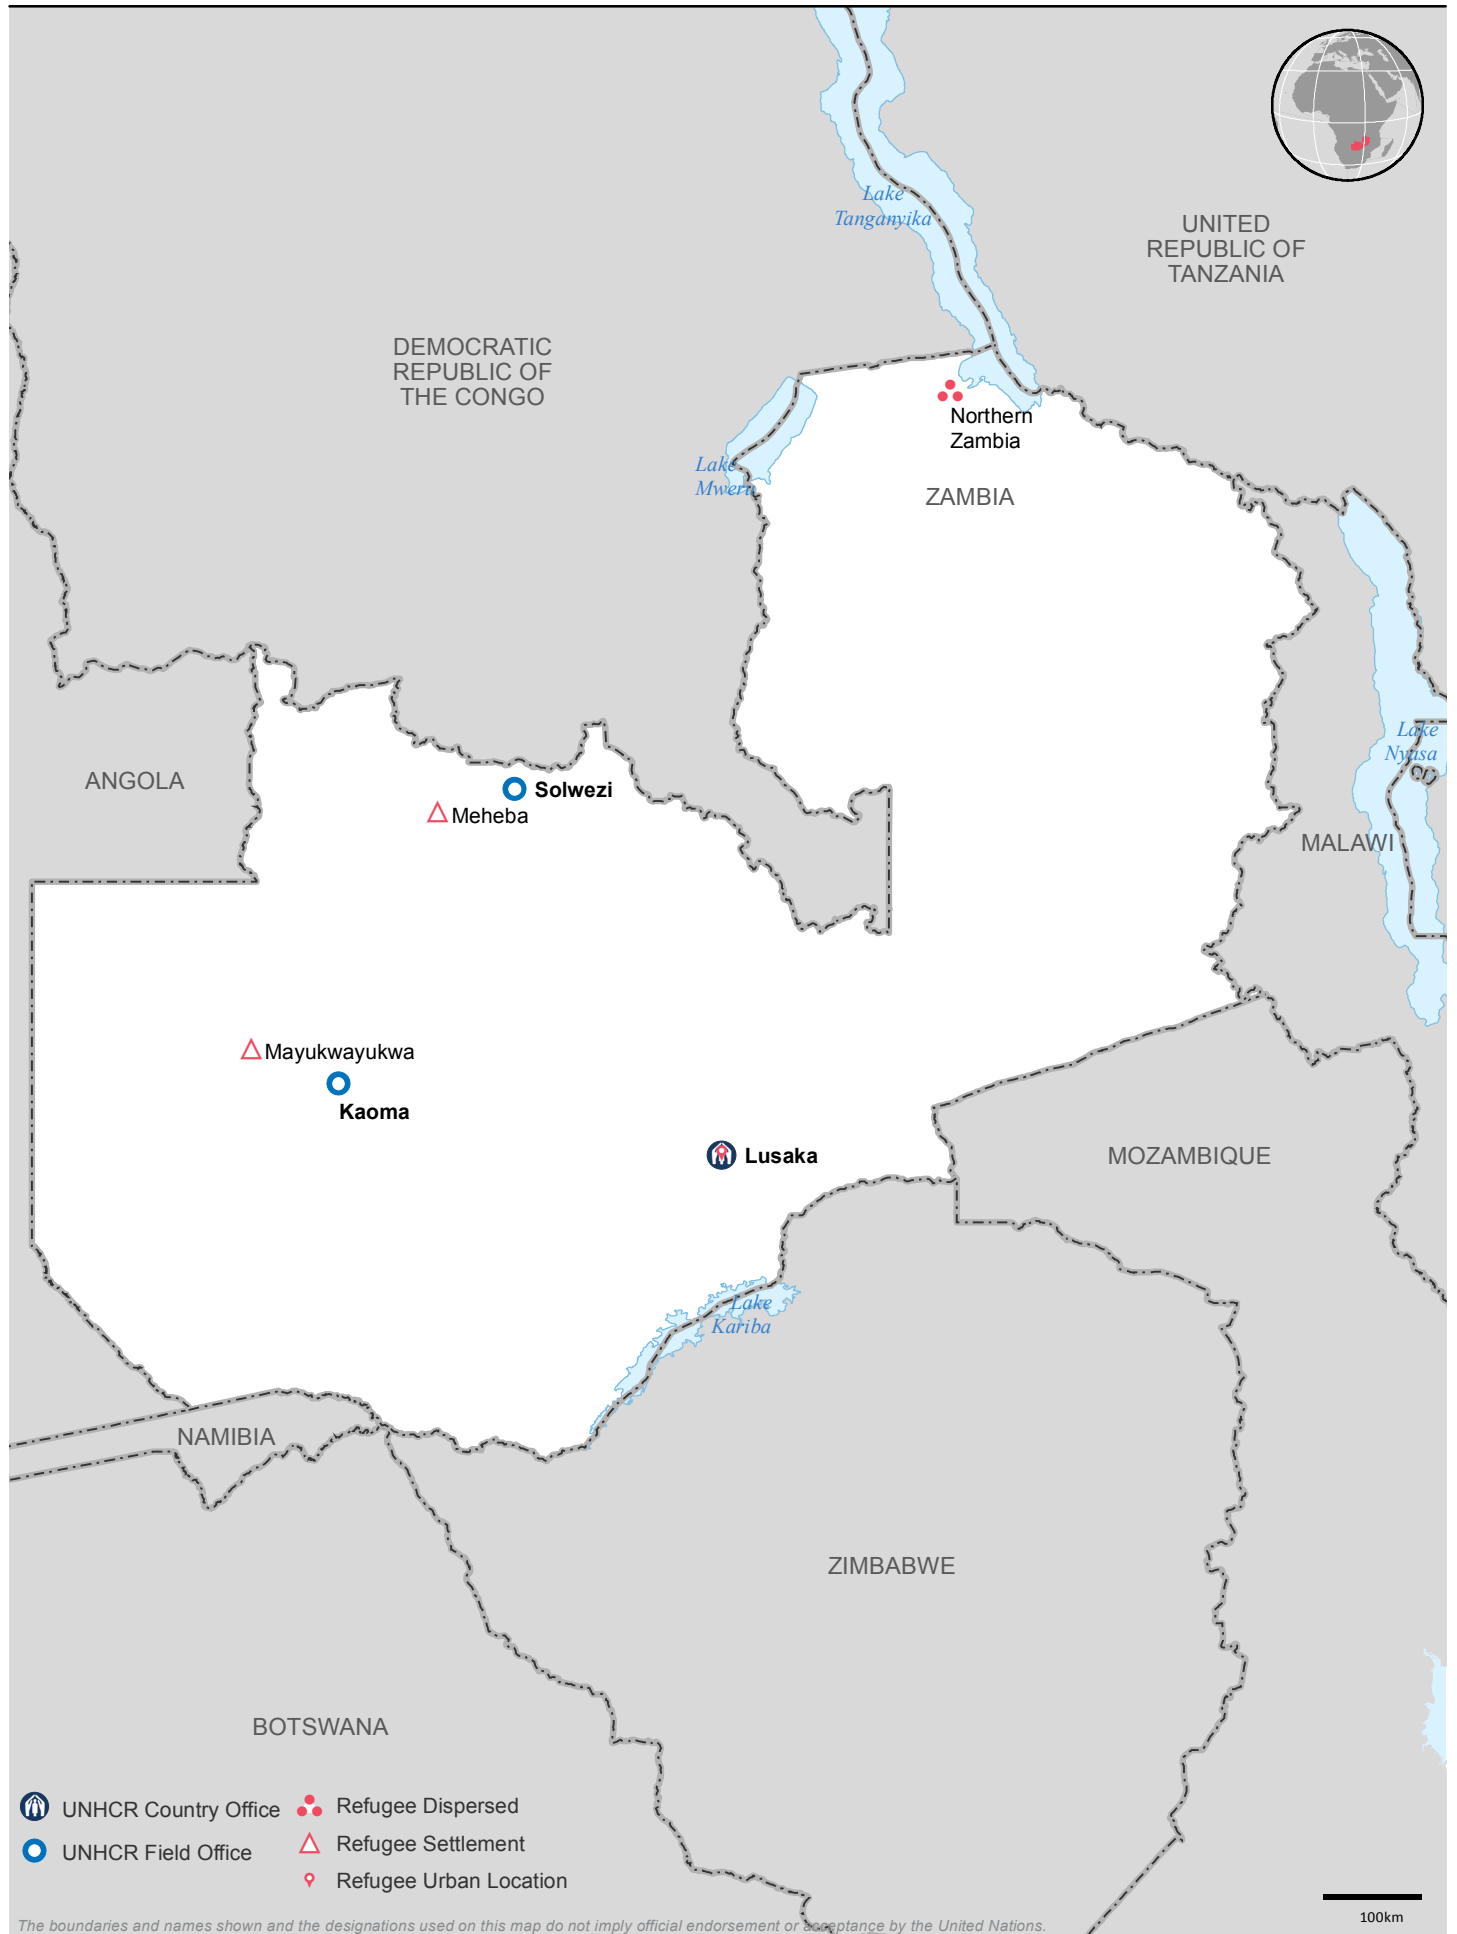 Lake
Tanganyika
UNITED
REPUBLIC OF
TANZANIA
DEMOCRATIC
REPUBLIC OF
THE CONGO
Northern
Zambia
Lake
Mweru
ZAMBIA
Lake
Nyasa
ANGOLA
Solwezi
Meheba
MALAWI
Mayukwayukwa
Kaoma
Lusaka
MOZAMBIQUE
Lake
Kariba
NAMIBIA
ZIMBABWE
BOTSWANA
UNHCR Country Office
UNHCR Field Office
Refugee Dispersed
Refugee Settlement
Refugee Urban Location
100km
The boundaries and names shown and the designations used on this map do not imply official endorsement or acceptance by the United Nations.